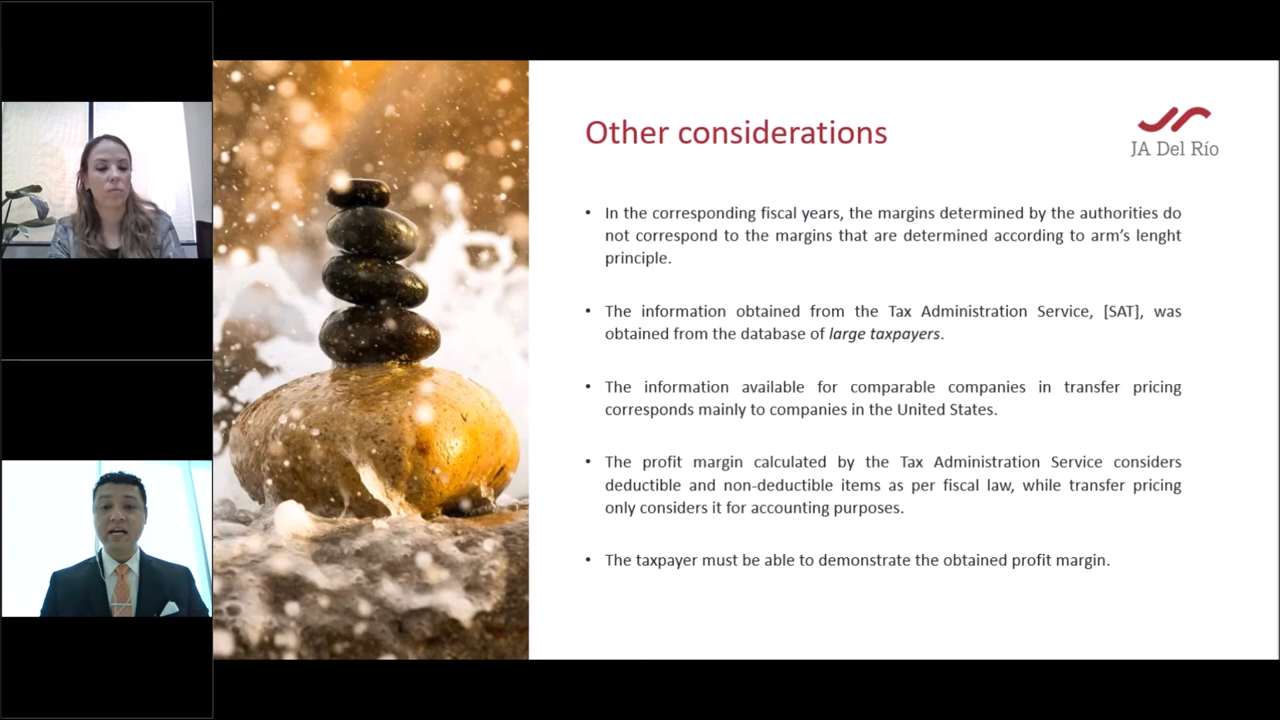 Other considerations
JA Del Río
• In the corresponding fiscal years, the margins determined by the authorities do
not correspond to the margins that are determined according to arm's lenght
principle.
• The information obtained from the Tax Administration Service, [SAT], was
obtained from the database of large taxpayers.
• The information available for comparable companies in transfer pricing
corresponds mainly to companies in the United States.
• The profit margin calculated by the Tax Administration Service considers
deductible and non-deductible items as per fiscal law, while transfer pricing
only considers it for accounting purposes.
• The taxpayer must be able to demonstrate the obtained profit margin.